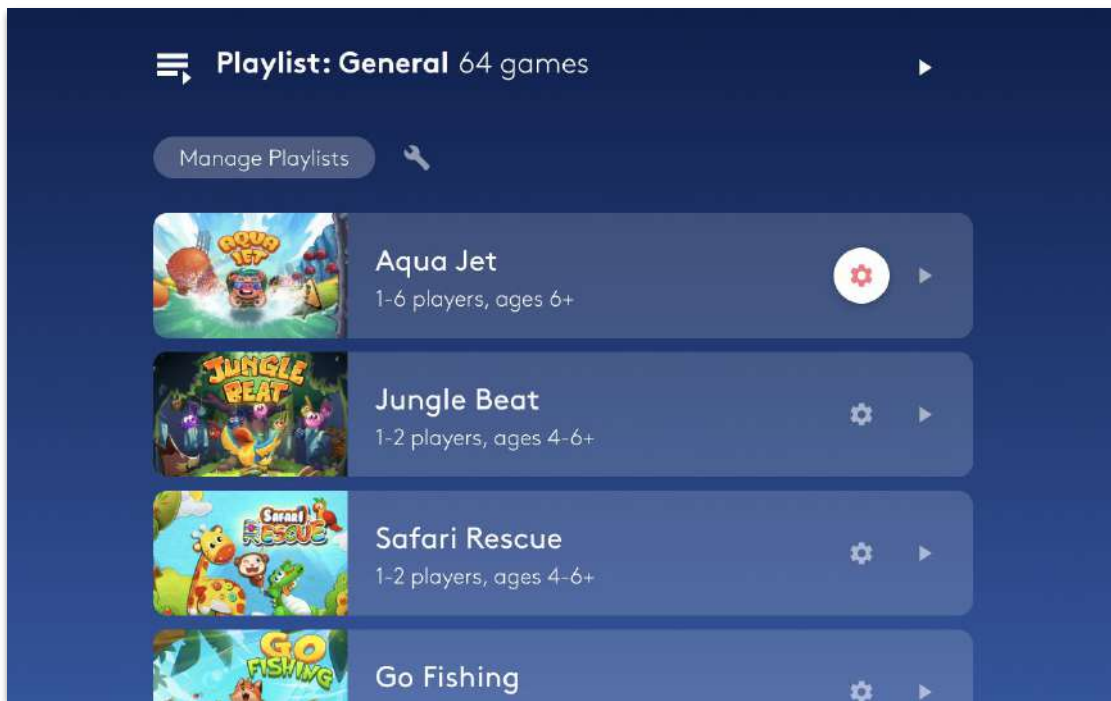 Playlist: General 64 games
Manage Playlists
AQUA
JET
Aqua Jet
1-6 players, ages 6+
JUNGLE
BEAT
Jungle Beat
1-2 players, ages 4-6+
SAFARI
RESCUE
Safari Rescue
1-2 players, ages 4-6+
GO
FISHING
Go Fishing